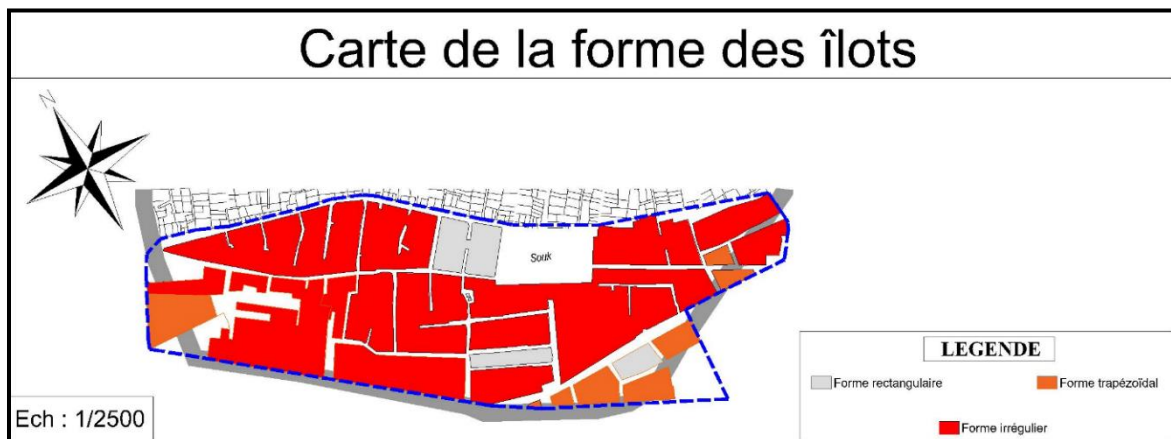 Carte de la forme des îlots
N
Souk
LEGENDE
Forme rectangulaire
Forme trapézoïdal
Forme irrégulier
Ech : 1/2500